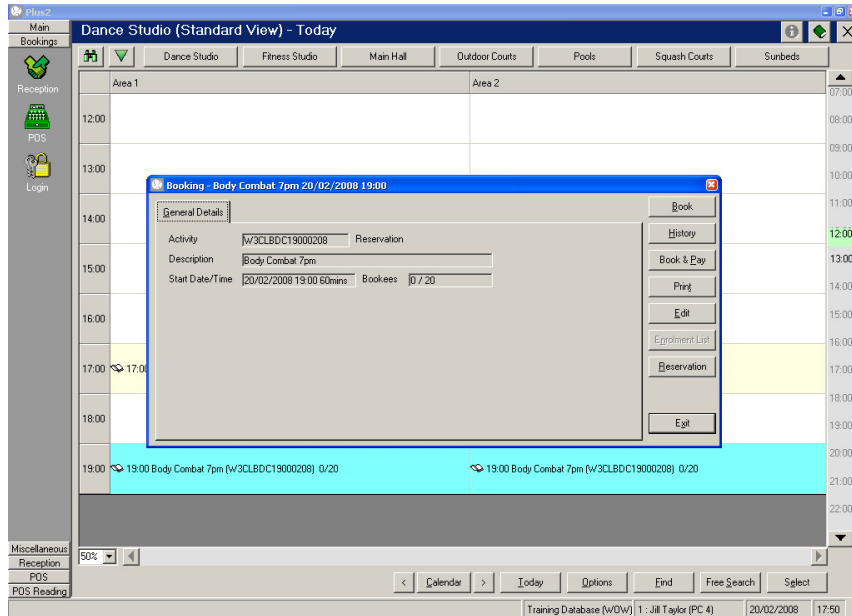 Plus2
Main
Bookings
Reception
POS
Login
Miscellaneous
Reception
POS
POS Reading
Dance Studio (Standard View) - Today
Dance Studio Fitness Studio Main Hall Outdoor Courts Pools Squash Courts Sunbeds
Area 1 Area 2
12:00
13:00
14:00
15:00
16:00
17:00 17:00
18:00
19:00 19:00 Body Combat 7pm (W3CLBDC19000208) 0/20 19:00 Body Combat 7pm (W3CLBDC19000208) 0/20
Booking - Body Combat 7pm 20/02/2008 19:00
General Details
Activity W3CLBDC19000208 Reservation
Description Body Combat 7pm
Start Date/Time 20/02/2008 19:00 60mins Bookees 0 / 20
Book
History
Book & Pay
Print
Edit
Enrolment List
Reservation
Exit
07:00
08:00
09:00
10:00
11:00
12:00
13:00
14:00
15:00
16:00
17:00
18:00
19:00
20:00
21:00
22:00
50%
< Calendar > Today Options Find Free Search Select
Training Database (WOW) 1 : Jill Taylor (PC 4) 20/02/2008 17:50